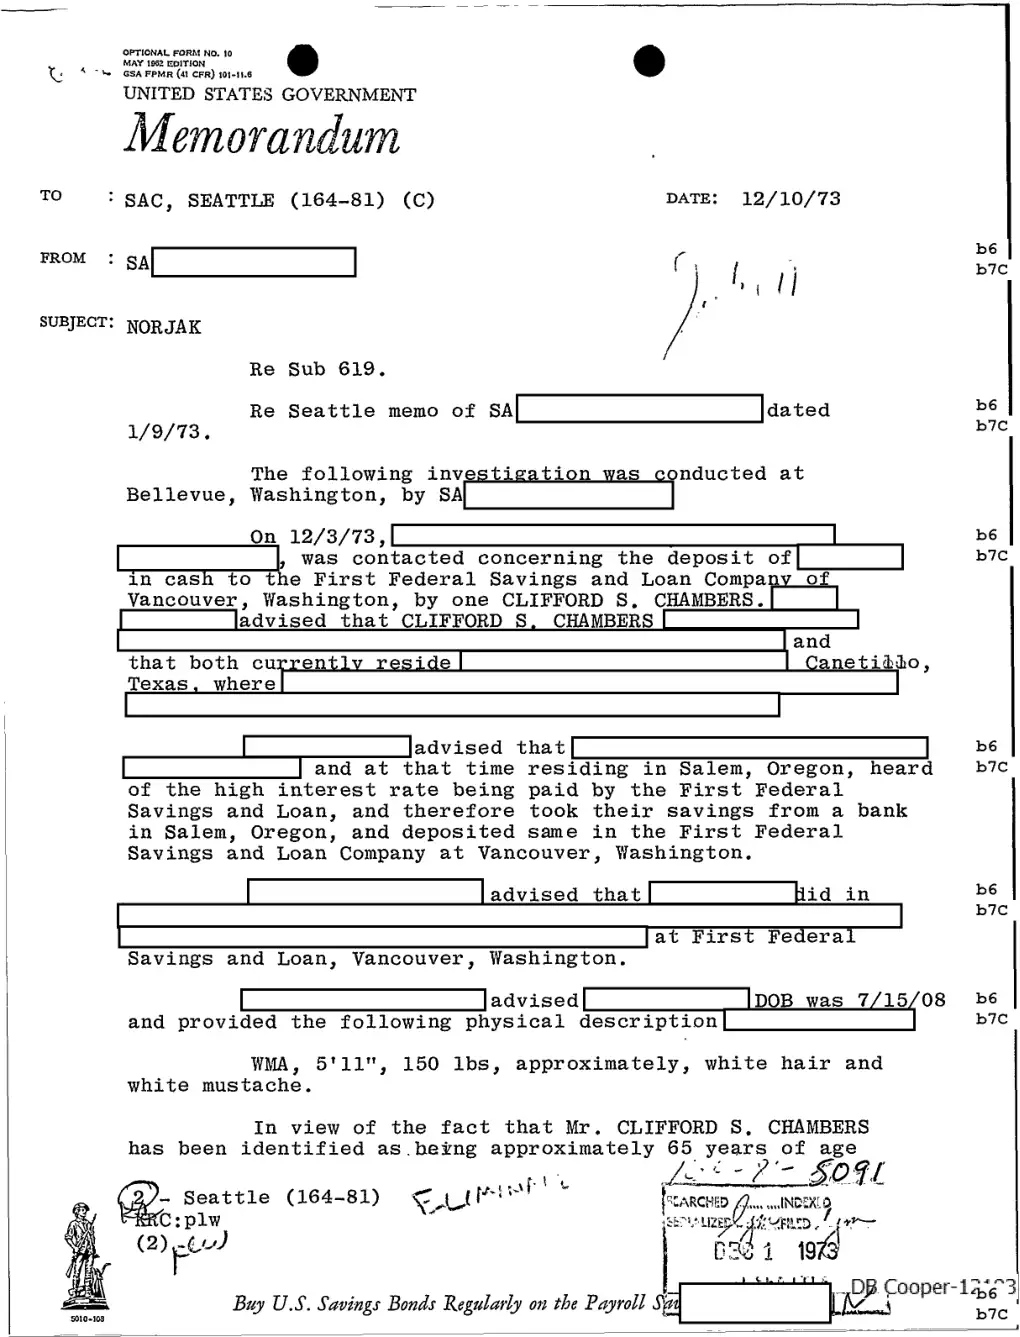 OPTIONAL FORM NO. 10
MAY 1962 EDITION
GSA FPMR (41 CFR) 101-11.6
UNITED STATES GOVERNMENT
Memorandum
TO : SAC, SEATTLE (164-81) (C) DATE: 12/10/73
FROM : SA b6
b7C
SUBJECT: NORJAK
Re Sub 619.
Re Seattle memo of SA dated b6
1/9/73. b7C
The following investigation was conducted at
Bellevue, Washington, by SA
On 12/3/73, b6
, was contacted concerning the deposit of b7C
in cash to the First Federal Savings and Loan Company of
Vancouver, Washington, by one CLIFFORD S. CHAMBERS.
advised that CLIFFORD S. CHAMBERS
and
that both currently reside Canetillo,
Texas, where
advised that b6
and at that time residing in Salem, Oregon, heard b7C
of the high interest rate being paid by the First Federal
Savings and Loan, and therefore took their savings from a bank
in Salem, Oregon, and deposited same in the First Federal
Savings and Loan Company at Vancouver, Washington.
advised that did in b6
b7C
at First Federal
Savings and Loan, Vancouver, Washington.
advised DOB was 7/15/08 b6
and provided the following physical description b7C
WMA, 5'11", 150 lbs, approximately, white hair and
white mustache.
In view of the fact that Mr. CLIFFORD S. CHAMBERS
has been identified as being approximately 65 years of age
5091
2 - Seattle (164-81) ELIMINATE
KRC:plw
(2) plw
SEARCHED INDEXED
SERIALIZED FILED
DEC 1 1973
DB Cooper-12193
Buy U.S. Savings Bonds Regularly on the Payroll b6
5010-108 b7C